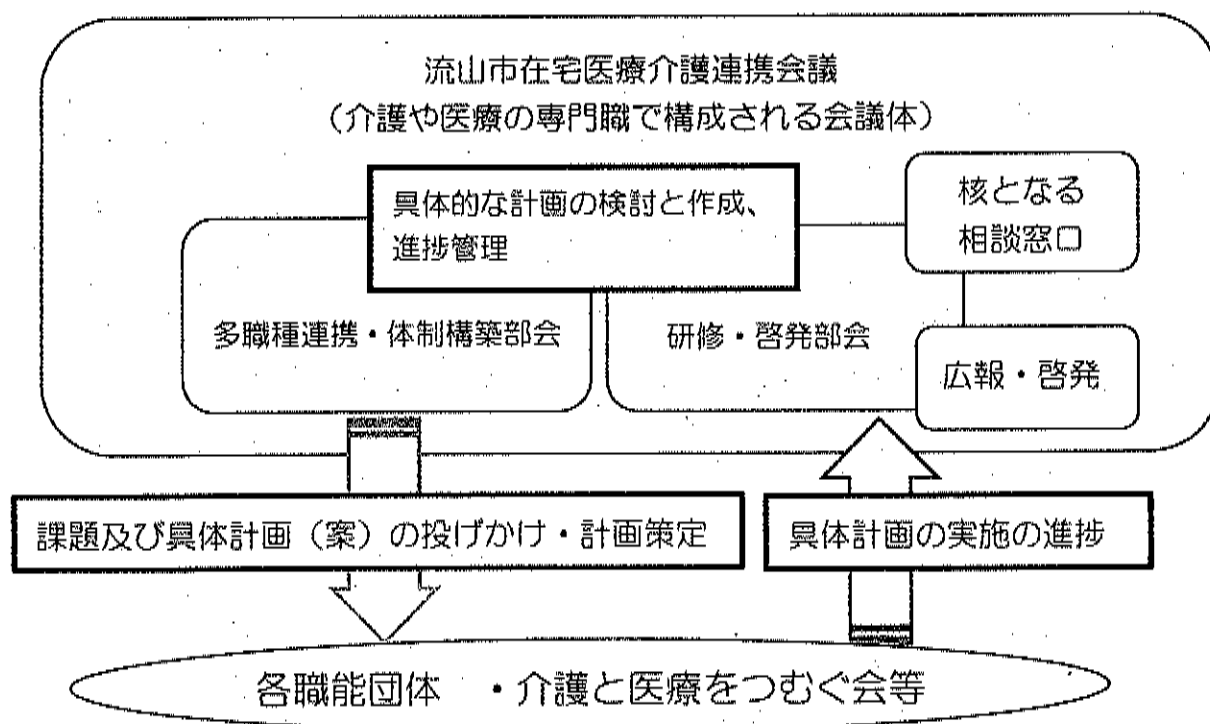 流山市在宅医療介護連携会議
(介護や医療の専門職で構成される会議体)
核となる
相談窓口
具体的な計画の検討と作成、
進捗管理
多職種連携・体制構築部会
研修・啓発部会
広報・啓発
課題及び具体計画(案)の投げかけ・計画策定
具体計画の実施の進捗
各職能団体 ・介護と医療をつむぐ会等